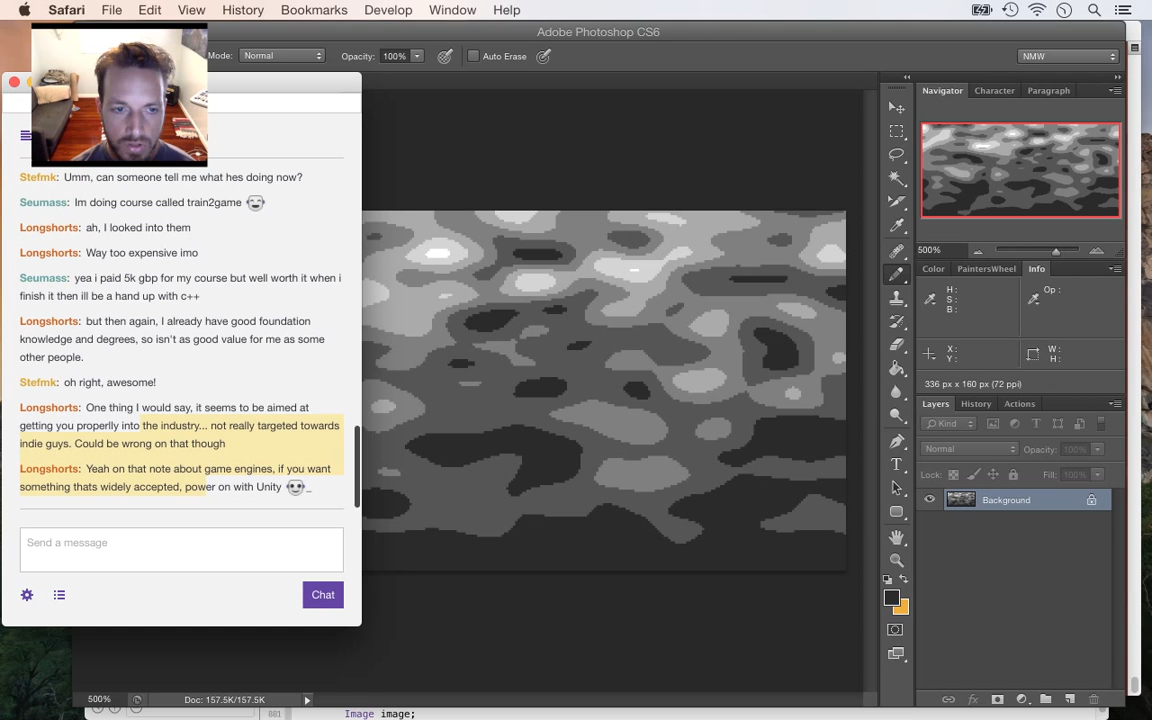 Safari File Edit View History Bookmarks Develop Window Help
Adobe Photoshop CS6
Mode: Normal Opacity: 100% Auto Erase NMW
Navigator Character Paragraph
500%
Color PaintersWheel Info
H: Op:
S:
B:
X: W:
Y: H:
336 px x 160 px (72 ppi)
Layers History Actions
Kind
Normal Opacity: 100%
Lock: Fill: 100%
Background
Stefmk: Umm, can someone tell me what hes doing now?
Seumass: Im doing course called train2game
Longshorts: ah, I looked into them
Longshorts: Way too expensive imo
Seumass: yea i paid 5k gbp for my course but well worth it when i
finish it then ill be a hand up with c++
Longshorts: but then again, I already have good foundation
knowledge and degrees, so isn't as good value for me as some
other people.
Stefmk: oh right, awesome!
Longshorts: One thing I would say, it seems to be aimed at
getting you properlly into the industry... not really targeted towards
indie guys. Could be wrong on that though
Longshorts: Yeah on that note about game engines, if you want
something thats widely accepted, power on with Unity _
Send a message
Chat
500% Doc: 157.5K/157.5K
881 Image image;